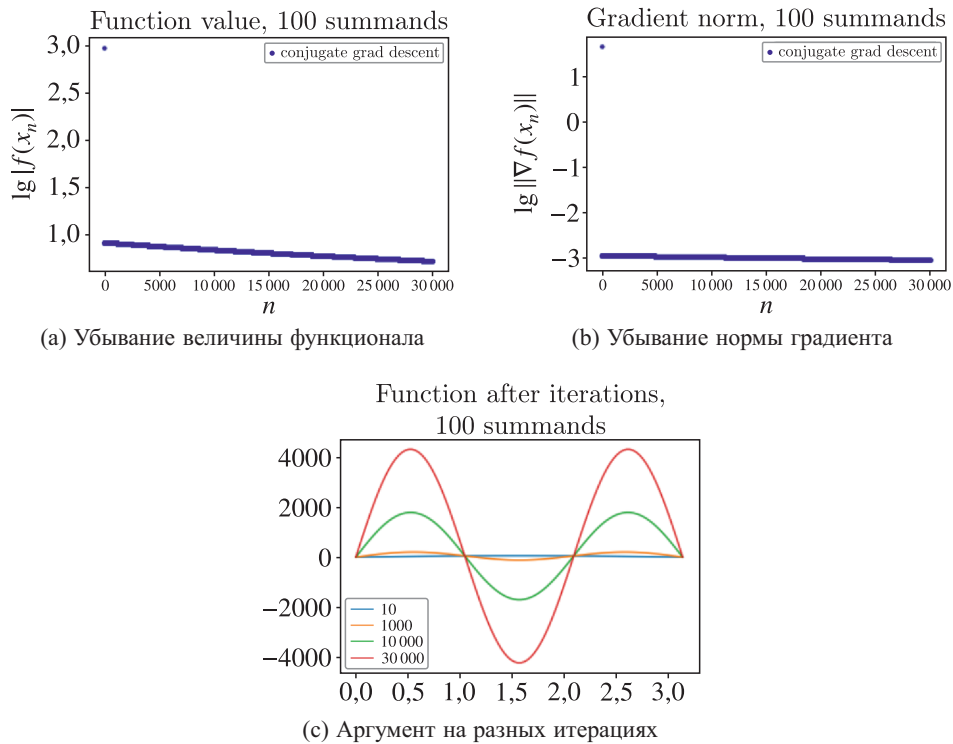 Function value, 100 summands
Gradient norm, 100 summands
conjugate grad descent
conjugate grad descent
lg |f(xₙ)|
3,0
2,5
2,0
1,5
1,0
0 5000 10 000 15 000 20 000 25 000 30 000
n
lg ||∇f(xₙ)||
1
0
−1
−2
−3
0 5000 10 000 15 000 20 000 25 000 30 000
n
(a) Убывание величины функционала
(b) Убывание нормы градиента
Function after iterations,
100 summands
4000
2000
0
−2000
−4000
10
1000
10 000
30 000
0,0 0,5 1,0 1,5 2,0 2,5 3,0
(c) Аргумент на разных итерациях